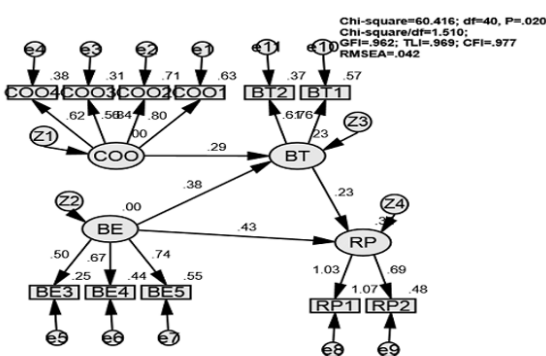 Chi-square=60.416; df=40, P=.020
Chi-square/df=1.510;
GFI=.962; TLI=.969; CFI=.977
RMSEA=.042
e4 e3 e2 e1 e11 e10
.38 .31 .71 .63 .37 .57
COO4 COO3 COO2 COO1 BT2 BT1
.62 .84 .80 .61 .76
Z1 .00 .23 Z3
COO .29 BT
.38 .23
Z2 .00 Z4
BE .43 RP
.50 .67 .74 1.03 .69
.25 .44 .55 1.07 .48
BE3 BE4 BE5 RP1 RP2
e5 e6 e7 e8 e9